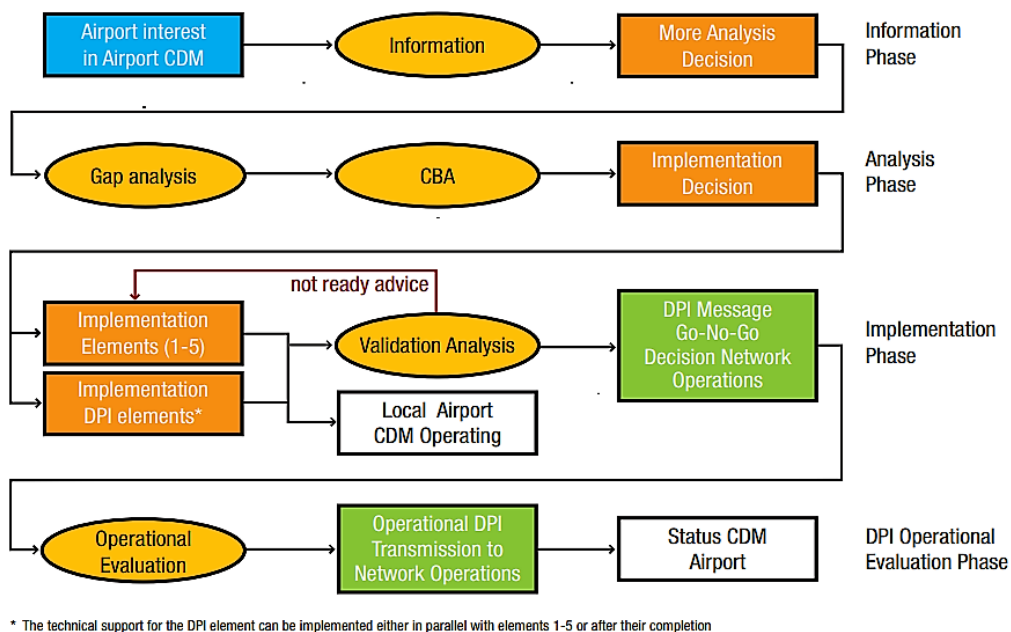 Airport interest
in Airport CDM
Information
More Analysis
Decision
Information
Phase
Gap analysis
CBA
Implementation
Decision
Analysis
Phase
not ready advice
Implementation
Elements (1-5)
Validation Analysis
DPI Message
Go-No-Go
Decision Network
Operations
Implementation
Phase
Implementation
DPI elements*
Local Airport
CDM Operating
Operational
Evaluation
Operational DPI
Transmission to
Network Operations
Status CDM
Airport
DPI Operational
Evaluation Phase
* The technical support for the DPI element can be implemented either in parallel with elements 1-5 or after their completion